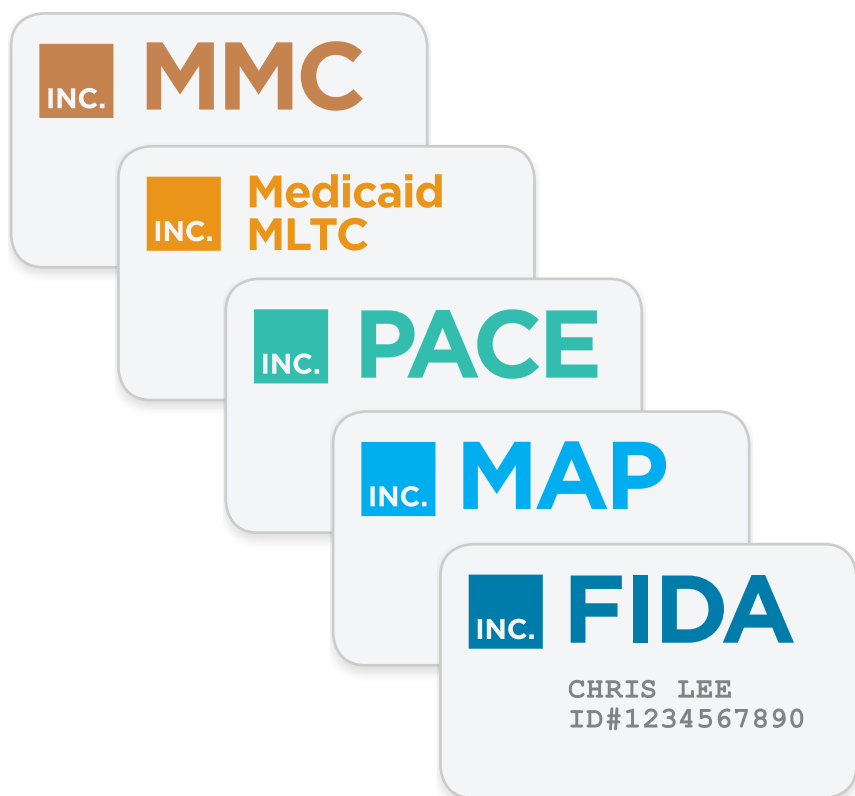 INC. MMC
INC. Medicaid
MLTC
INC. PACE
INC. MAP
INC. FIDA
CHRIS LEE
ID#1234567890